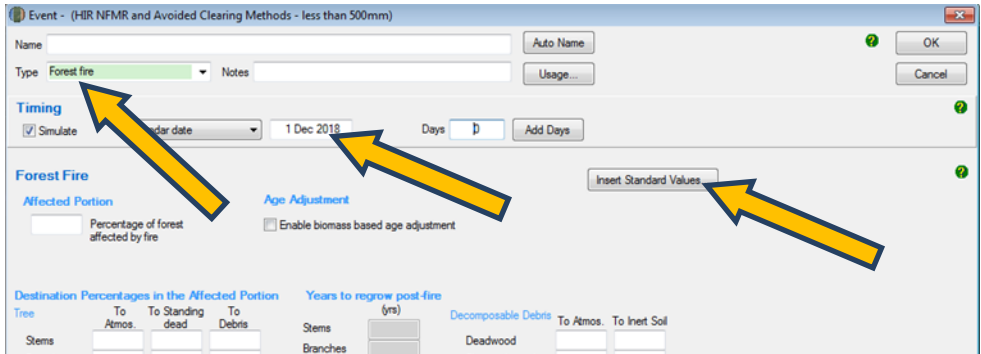 Event - (HIR NFMR and Avoided Clearing Methods - less than 500mm)
Name Auto Name ? OK
Type Forest fire Notes Usage... Cancel
Timing ?
Simulate dar date 1 Dec 2018 Days 0 Add Days
Forest Fire Insert Standard Values... ?
Affected Portion Age Adjustment
Percentage of forest Enable biomass based age adjustment
affected by fire
Destination Percentages in the Affected Portion Years to regrow post-fire
Tree To To Standing To (yrs) Decomposable Debris To Atmos. To Inert Soil
Atmos. dead Debris Stems Deadwood
Stems Branches